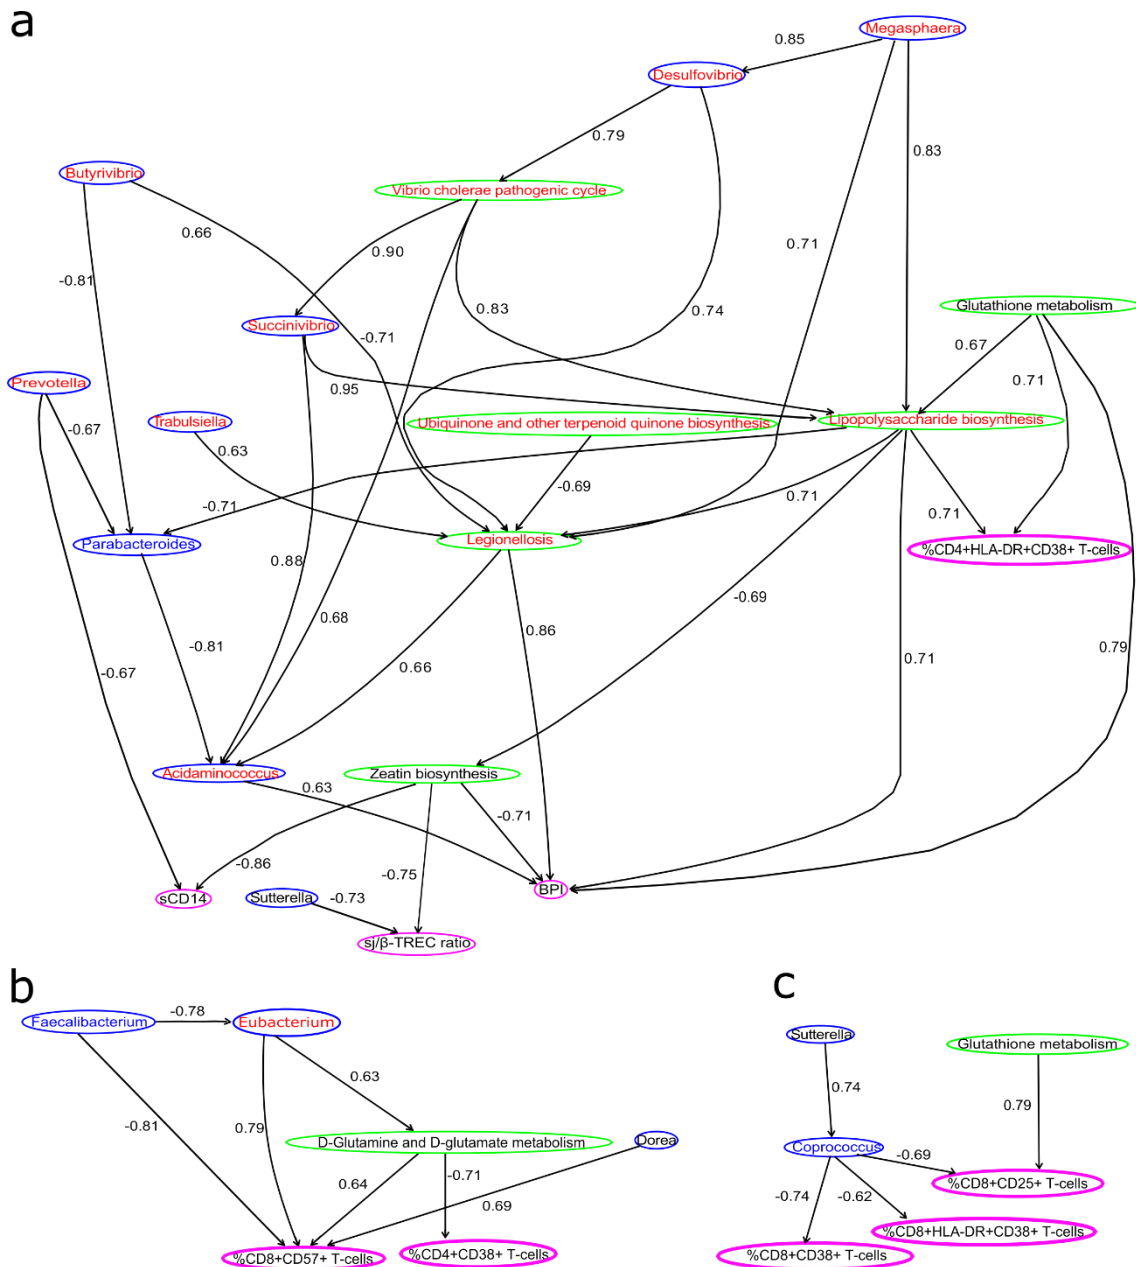 a
Megasphaera
0.85
Desulfovibrio
0.79
0.83
Butyrivibrio
Vibrio cholerae pathogenic cycle
0.66
0.90
0.71
-0.81
0.83
0.74
Glutathione metabolism
Succinivibrio
-0.71
0.67
0.71
Prevotella
0.95
Trabulsiella
Ubiquinone and other terpenoid quinone biosynthesis
Lipopolysaccharide biosynthesis
-0.67
0.63
-0.69
0.71
-0.71
0.71
Parabacteroides
Legionellosis
%CD4+HLA-DR+CD38+ T-cells
0.88
-0.69
0.68
0.86
-0.81
0.66
0.71
0.79
-0.67
Acidaminococcus
Zeatin biosynthesis
0.63
-0.71
-0.86
-0.75
sCD14
Sutterella
-0.73
BPI
sj/β-TREC ratio
b
-0.78
Faecalibacterium
Eubacterium
0.63
-0.81
0.79
D-Glutamine and D-glutamate metabolism
Dorea
0.64
-0.71
0.69
%CD8+CD57+ T-cells
%CD4+CD38+ T-cells
c
Sutterella
Glutathione metabolism
0.74
0.79
Coprococcus
-0.69
%CD8+CD25+ T-cells
-0.74
-0.62
%CD8+HLA-DR+CD38+ T-cells
%CD8+CD38+ T-cells